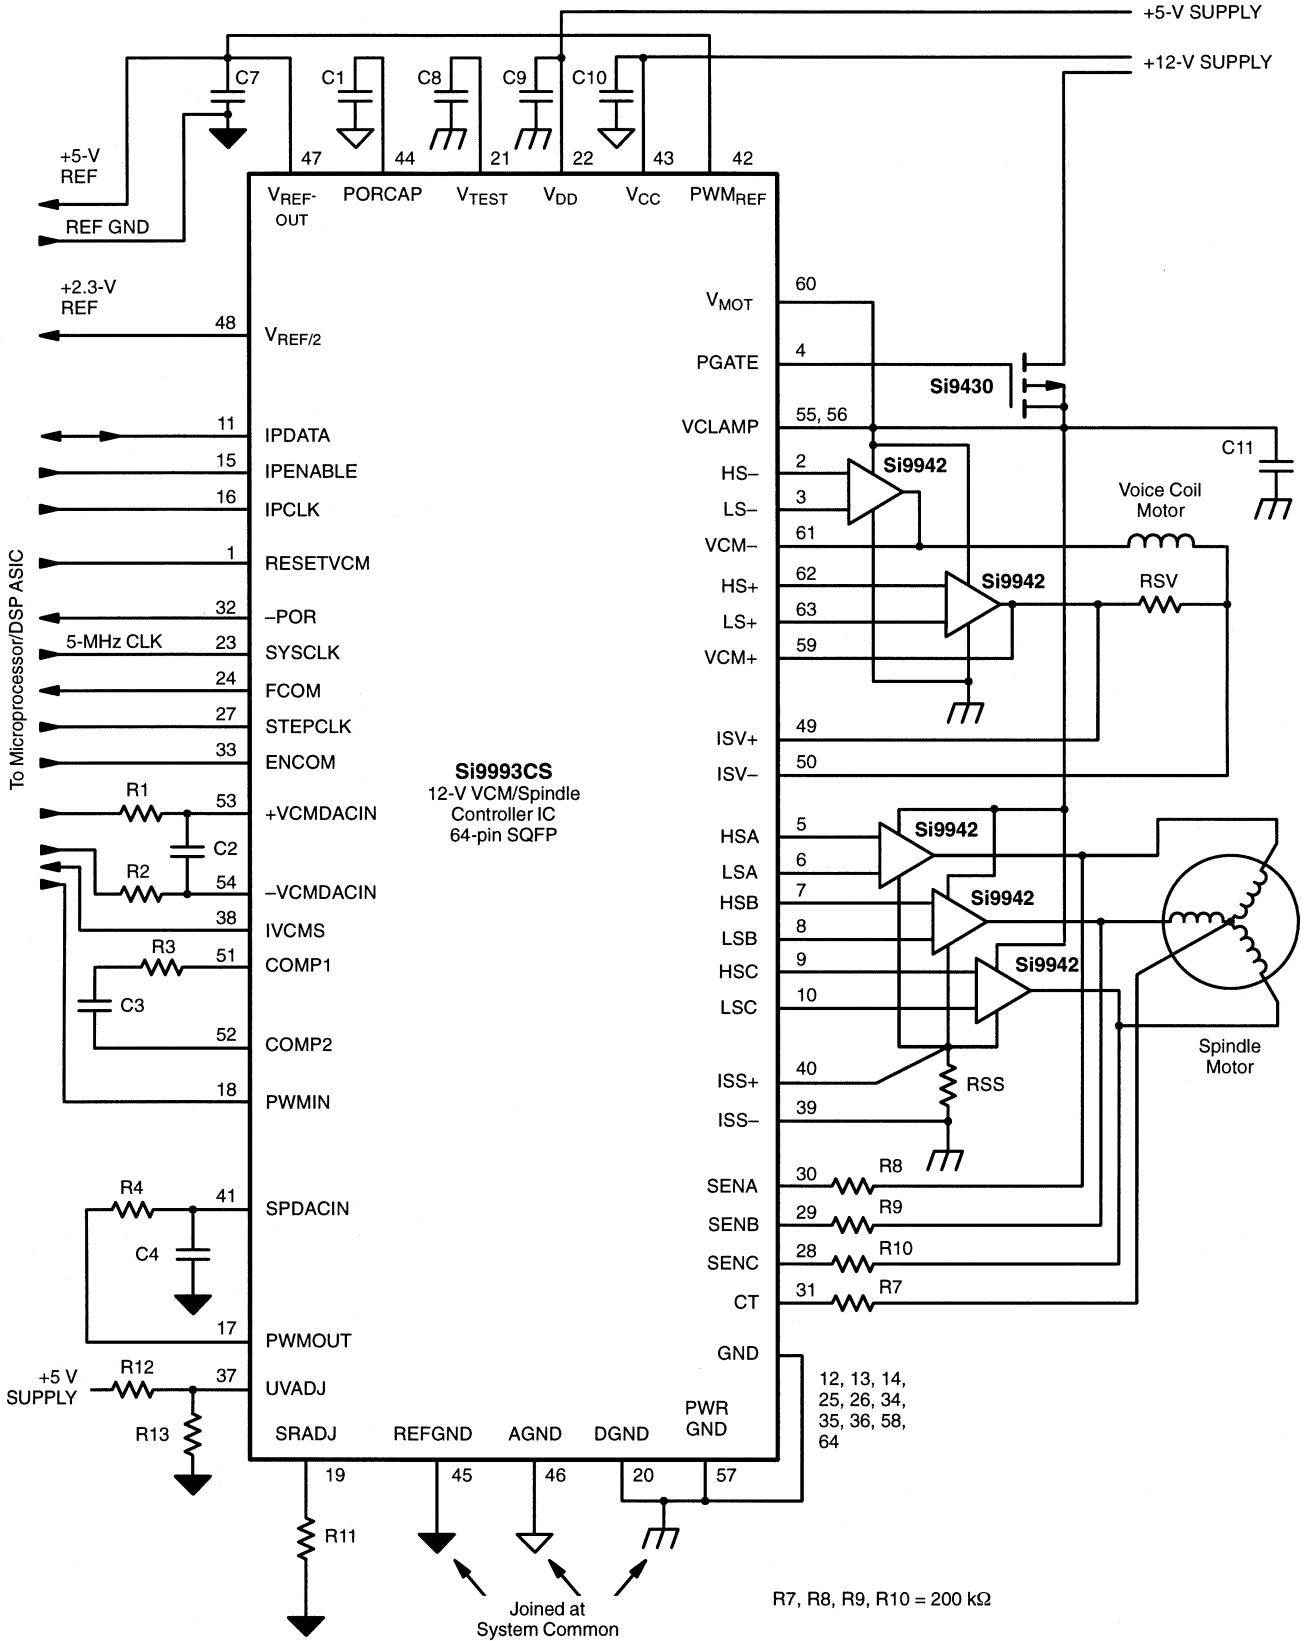 +5-V SUPPLY
+12-V SUPPLY
C7
C1
C8
C9
C10
+5-V
REF
REF GND
47
44
21
22
43
42
VREF-
OUT
PORCAP
VTEST
VDD
VCC
PWMREF
+2.3-V
REF
48
VREF/2
60
VMOT
4
PGATE
Si9430
55, 56
VCLAMP
C11
11
IPDATA
15
IPENABLE
16
IPCLK
1
RESETVCM
32
–POR
5-MHz CLK
23
SYSCLK
24
FCOM
27
STEPCLK
33
ENCOM
To Microprocessor/DSP ASIC
R1
53
+VCMDACIN
C2
R2
54
–VCMDACIN
38
IVCMS
R3
51
COMP1
C3
52
COMP2
18
PWMIN
R4
41
SPDACIN
C4
17
PWMOUT
+5 V
SUPPLY
R12
37
UVADJ
R13
Si9993CS
12-V VCM/Spindle
Controller IC
64-pin SQFP
2
HS–
Si9942
3
LS–
61
VCM–
Voice Coil
Motor
62
HS+
Si9942
63
LS+
RSV
59
VCM+
49
ISV+
50
ISV–
5
HSA
Si9942
6
LSA
7
HSB
Si9942
8
LSB
9
HSC
Si9942
10
LSC
Spindle
Motor
40
ISS+
RSS
39
ISS–
30
SENA
R8
29
SENB
R9
28
SENC
R10
31
CT
R7
GND
12, 13, 14,
25, 26, 34,
35, 36, 58,
64
SRADJ
REFGND
AGND
DGND
PWR
GND
19
45
46
20
57
R11
Joined at
System Common
R7, R8, R9, R10 = 200 kΩ